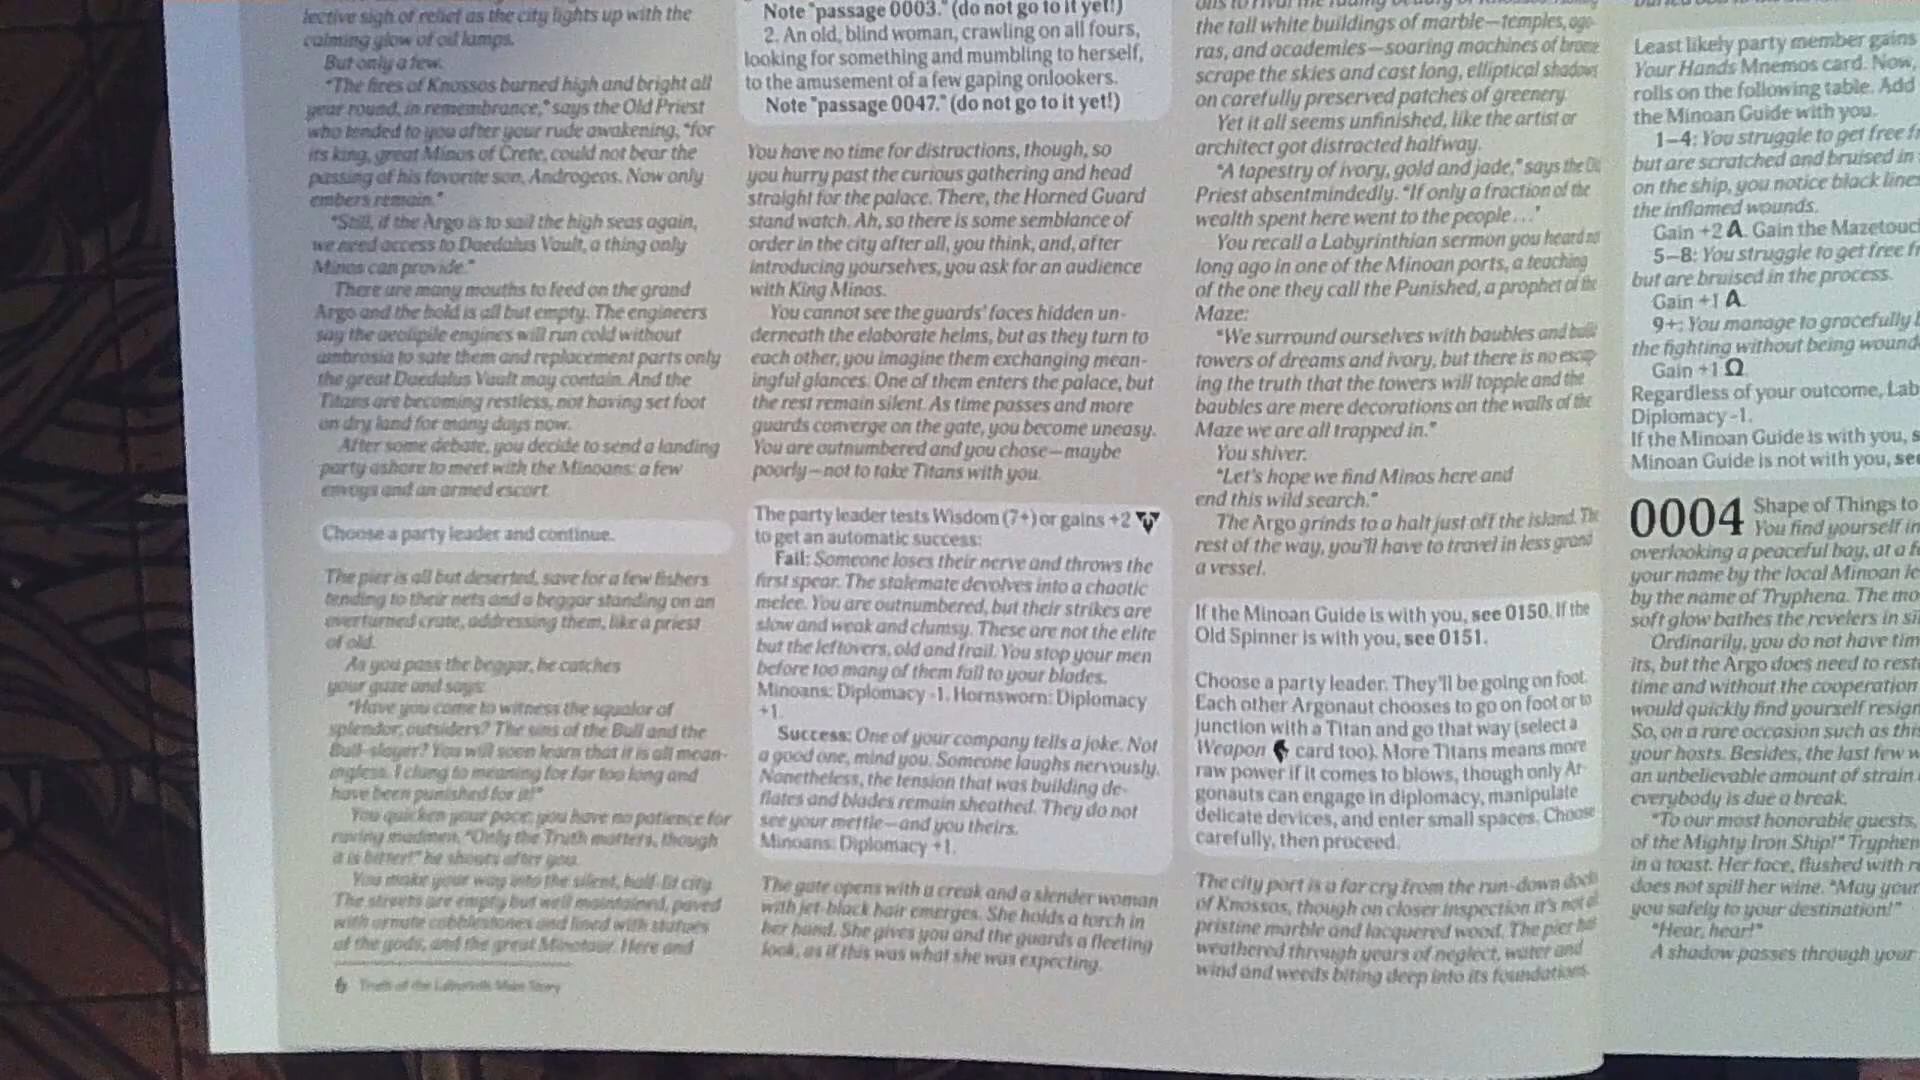 lective sigh of relief as the city lights up with the
calming glow of oil lamps.
But only a few.
"The fires of Knossos burned high and bright all
year round, in remembrance," says the Old Priest
who tended to you after your rude awakening, "for
its king, great Minos of Crete, could not bear the
passing of his favorite son, Androgeos. Now only
embers remain."
"Still, if the Argo is to sail the high seas again,
we need access to Daedalus Vault, a thing only
Minos can provide."
There are many mouths to feed on the grand
Argo and the hold is all but empty. The engineers
say the aeolipile engines will run cold without
ambrosia to sate them and replacement parts only
the great Daedalus Vault may contain. And the
Titans are becoming restless, not having set foot
on dry land for many days now.
After some debate, you decide to send a landing
party ashore to meet with the Minoans: a few
envoys and an armed escort.
Choose a party leader and continue.
The pier is all but deserted, save for a few fishers
tending to their nets and a beggar standing on an
overturned crate, addressing them, like a priest
of old.
As you pass the beggar, he catches
your gaze and says:
"Have you come to witness the squalor of
splendor, outsiders? The sins of the Bull and the
Bull-slayer? You will soon learn that it is all mean-
ingless. I clung to meaning for far too long and
have been punished for it!"
You quicken your pace; you have no patience for
raving madmen. "Only the Truth matters, though
it is bitter!" he shouts after you.
You make your way into the silent, half-lit city.
The streets are empty but well maintained, paved
with ornate cobblestones and lined with statues
of the gods, and the great Minotaur. Here and
6 Truth of the Labyrinth Main Story
Note "passage 0003." (do not go to it yet!)
2. An old, blind woman, crawling on all fours,
looking for something and mumbling to herself,
to the amusement of a few gaping onlookers.
Note "passage 0047." (do not go to it yet!)
You have no time for distractions, though, so
you hurry past the curious gathering and head
straight for the palace. There, the Horned Guard
stand watch. Ah, so there is some semblance of
order in the city after all, you think, and, after
introducing yourselves, you ask for an audience
with King Minos.
You cannot see the guards' faces hidden un-
derneath the elaborate helms, but as they turn to
each other, you imagine them exchanging mean-
ingful glances. One of them enters the palace, but
the rest remain silent. As time passes and more
guards converge on the gate, you become uneasy.
You are outnumbered and you chose—maybe
poorly—not to take Titans with you.
The party leader tests Wisdom (7+) or gains +2
to get an automatic success:
Fail: Someone loses their nerve and throws the
first spear. The stalemate devolves into a chaotic
melee. You are outnumbered, but their strikes are
slow and weak and clumsy. These are not the elite
but the leftovers, old and frail. You stop your men
before too many of them fall to your blades.
Minoans: Diplomacy -1. Hornsworn: Diplomacy
+1.
Success: One of your company tells a joke. Not
a good one, mind you. Someone laughs nervously.
Nonetheless, the tension that was building de-
flates and blades remain sheathed. They do not
see your mettle—and you theirs.
Minoans: Diplomacy +1.
The gate opens with a creak and a slender woman
with jet-black hair emerges. She holds a torch in
her hand. She gives you and the guards a fleeting
look, as if this was what she was expecting.
the tall white buildings of marble—temples, ago-
ras, and academies—soaring machines of bronze
scrape the skies and cast long, elliptical shadows
on carefully preserved patches of greenery.
Yet it all seems unfinished, like the artist or
architect got distracted halfway.
"A tapestry of ivory, gold and jade," says the Old
Priest absentmindedly. "If only a fraction of the
wealth spent here went to the people . . ."
You recall a Labyrinthian sermon you heard no
long ago in one of the Minoan ports, a teaching
of the one they call the Punished, a prophet of the
Maze:
"We surround ourselves with baubles and build
towers of dreams and ivory, but there is no escap-
ing the truth that the towers will topple and the
baubles are mere decorations on the walls of the
Maze we are all trapped in."
You shiver.
"Let's hope we find Minos here and
end this wild search."
The Argo grinds to a halt just off the island. The
rest of the way, you'll have to travel in less grand
a vessel.
If the Minoan Guide is with you, see 0150. If the
Old Spinner is with you, see 0151.
Choose a party leader. They'll be going on foot.
Each other Argonaut chooses to go on foot or to
junction with a Titan and go that way (select a
Weapon card too). More Titans means more
raw power if it comes to blows, though only Ar-
gonauts can engage in diplomacy, manipulate
delicate devices, and enter small spaces. Choose
carefully, then proceed.
The city port is a far cry from the run-down docks
of Knossos, though on closer inspection it's not all
pristine marble and lacquered wood. The pier has
weathered through years of neglect, water and
wind and weeds biting deep into its foundations.
Least likely party member gains
Your Hands Mnemos card. Now,
rolls on the following table. Add
the Minoan Guide with you.
1–4: You struggle to get free
but are scratched and bruised in
on the ship, you notice black lines
the inflamed wounds.
Gain +2 A. Gain the Mazetouc
5–8: You struggle to get free
but are bruised in the process.
Gain +1 A.
9+: You manage to gracefully
the fighting without being wound
Gain +1 Ω.
Regardless of your outcome, Lab
Diplomacy -1.
If the Minoan Guide is with you,
Minoan Guide is not with you, see
0004 Shape of Things to
You find yourself in
overlooking a peaceful bay, at a
your name by the local Minoan
by the name of Tryphena. The
soft glow bathes the revelers in
Ordinarily, you do not have
its, but the Argo does need to
time and without the cooperation
would quickly find yourself resign
So, on a rare occasion such as this
your hosts. Besides, the last few
an unbelievable amount of strain
everybody is due a break.
"To our most honorable guests,
of the Mighty Iron Ship!" Tryphen
in a toast. Her face, flushed with
does not spill her wine. "May your
you safely to your destination!"
"Hear, hear!"
A shadow passes through your